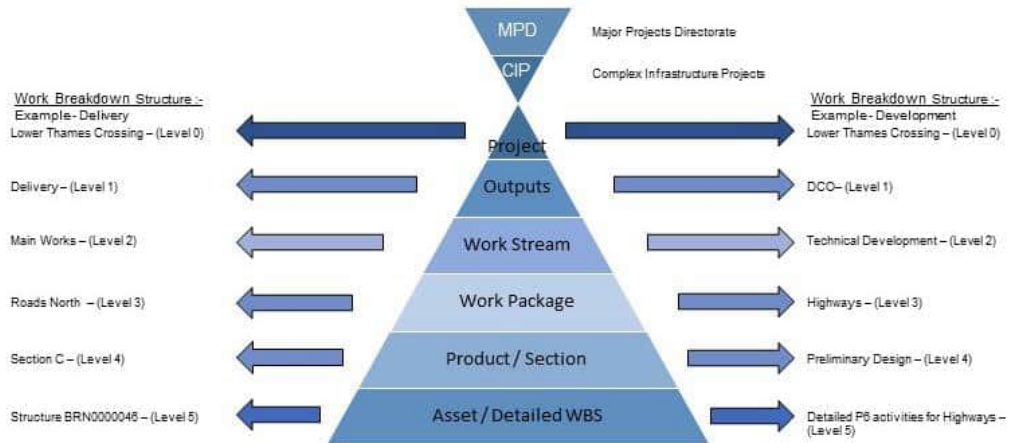 MPD
Major Projects Directorate
CIP
Complex Infrastructure Projects
Work Breakdown Structure :-
Example- Delivery
Lower Thames Crossing – (Level 0)
Work Breakdown Structure :-
Example- Development
Lower Thames Crossing – (Level 0)
Project
Delivery – (Level 1)
Outputs
DCO– (Level 1)
Main Works – (Level 2)
Work Stream
Technical Development – (Level 2)
Roads North – (Level 3)
Work Package
Highways – (Level 3)
Section C – (Level 4)
Product / Section
Preliminary Design – (Level 4)
Structure BRN0000046 – (Level 5)
Asset / Detailed WBS
Detailed P6 activities for Highways –
(Level 5)